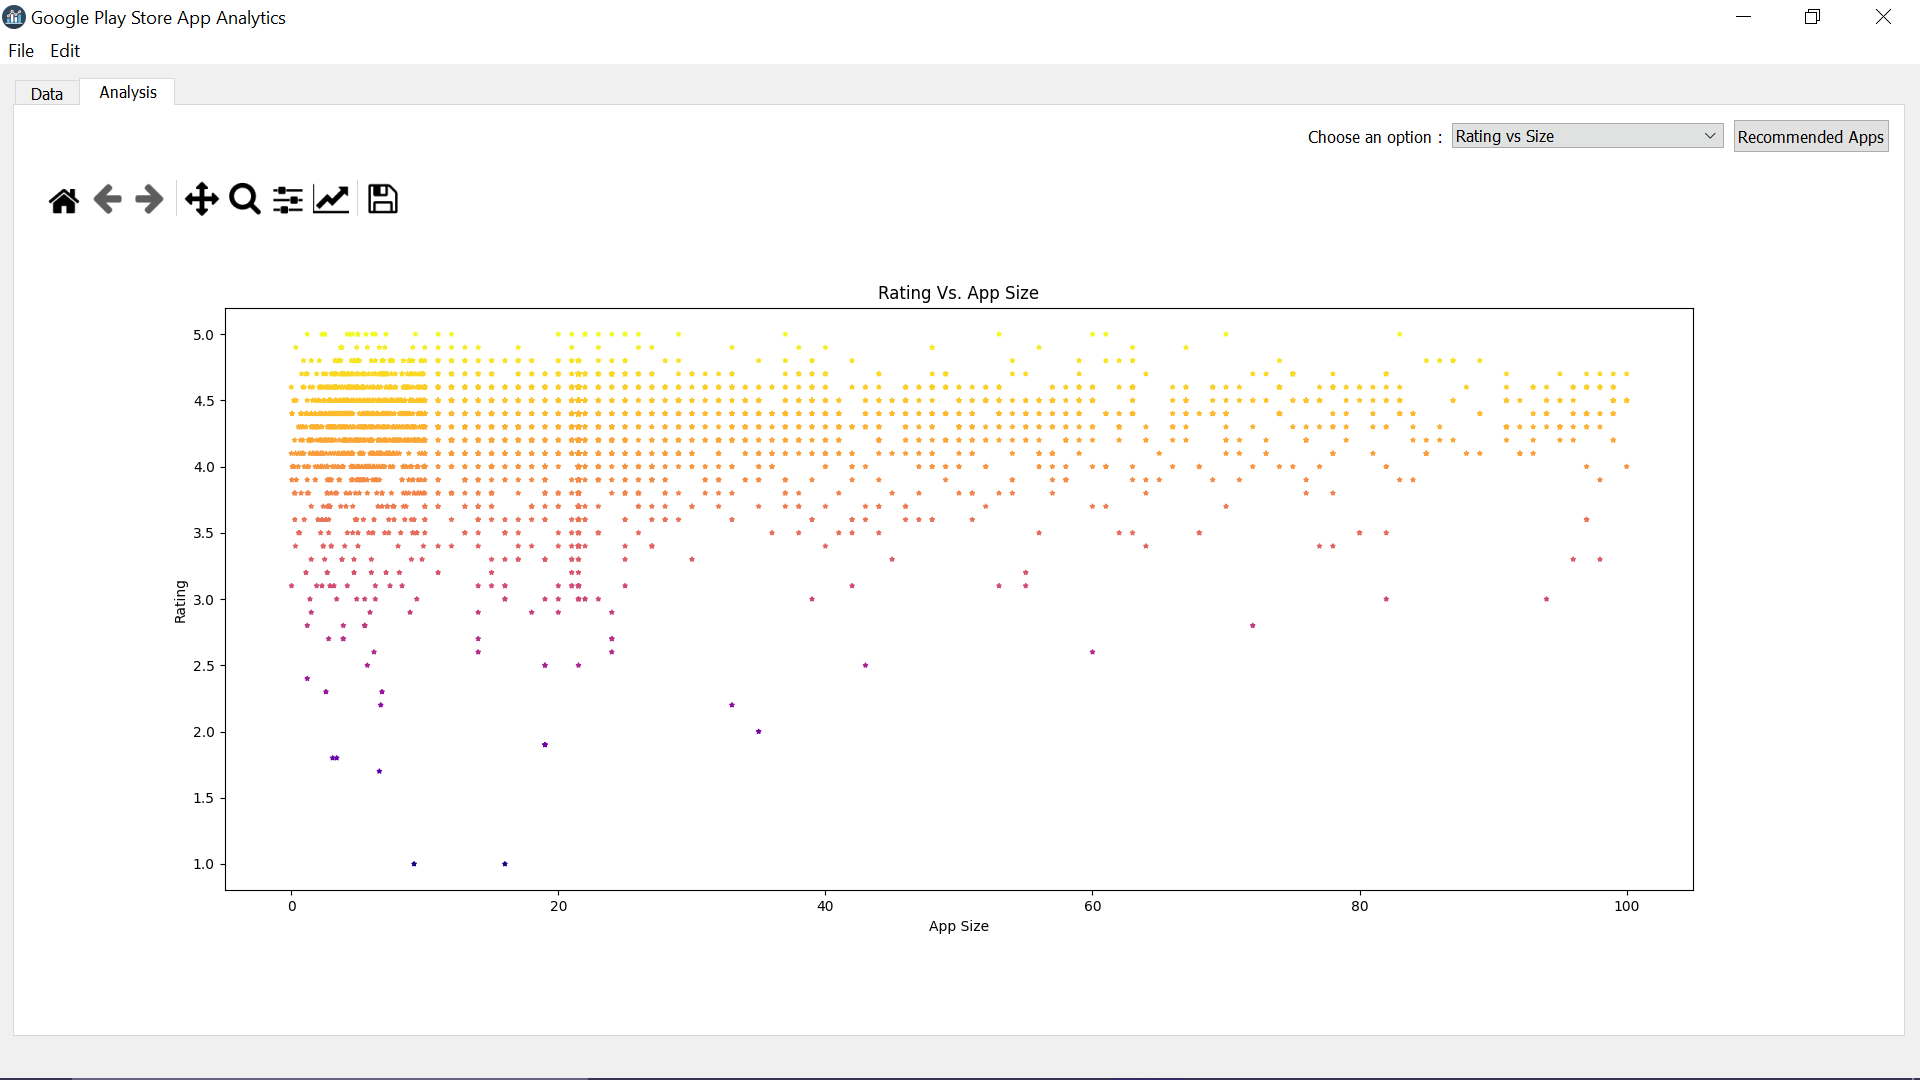 Google Play Store App Analytics
File Edit
Data Analysis
Choose an option : Rating vs Size Recommended Apps
Rating Vs. App Size
5.0
4.5
4.0
3.5
3.0
2.5
2.0
1.5
1.0
Rating
0 20 40 60 80 100
App Size